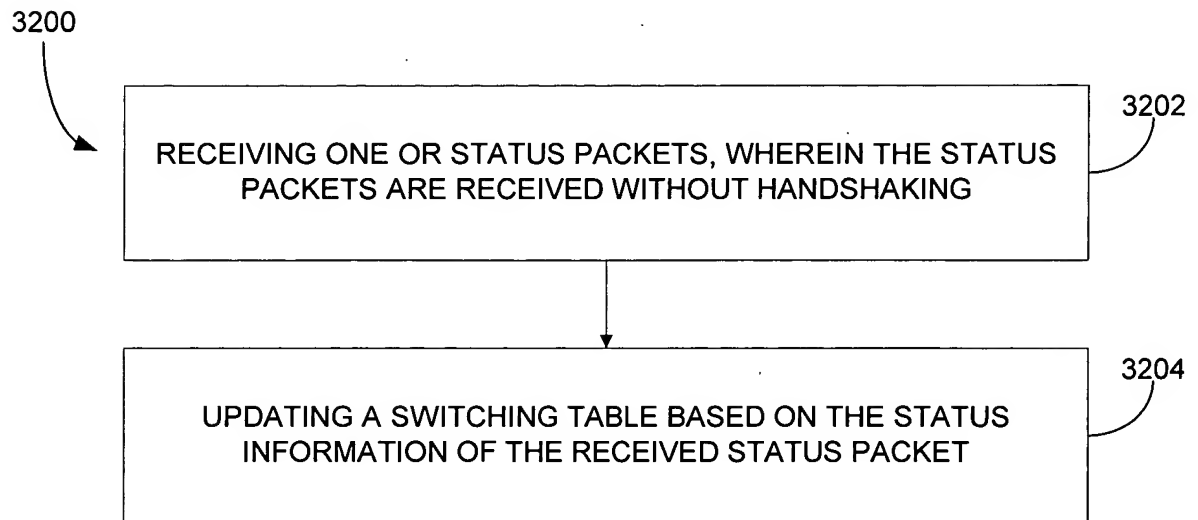 3200
3202
RECEIVING ONE OR STATUS PACKETS, WHEREIN THE STATUS
PACKETS ARE RECEIVED WITHOUT HANDSHAKING
3204
UPDATING A SWITCHING TABLE BASED ON THE STATUS
INFORMATION OF THE RECEIVED STATUS PACKET